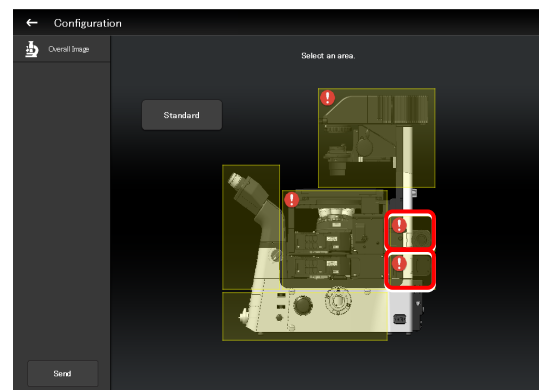 Configuration
Overall Image
Select an area.
Standard
Send